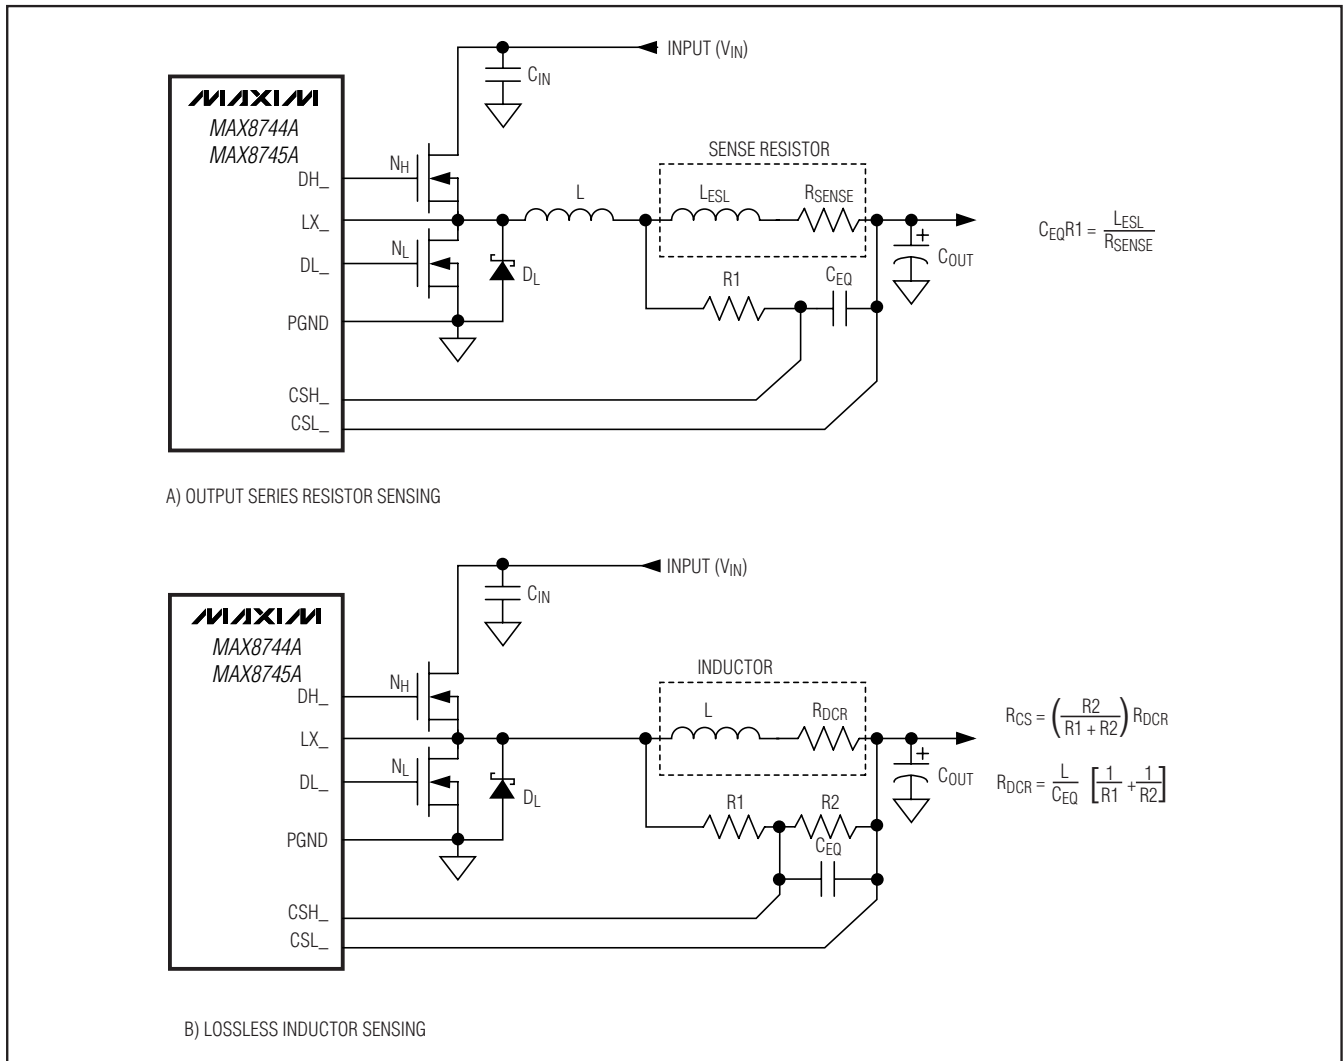 INPUT (VIN)
CIN
MAXIM
MAX8744A
MAX8745A
NH
DH_
SENSE RESISTOR
L
LESL
RSENSE
LX_
CEQR1 = LESL / RSENSE
NL
DL_
DL
+
COUT
R1
CEQ
PGND
CSH_
CSL_
A) OUTPUT SERIES RESISTOR SENSING
INPUT (VIN)
CIN
MAXIM
MAX8744A
MAX8745A
NH
DH_
INDUCTOR
L
RDCR
RCS = (R2 / R1 + R2) RDCR
LX_
NL
DL_
DL
+
COUT
RDCR = L / CEQ [1 / R1 + 1 / R2]
R1
R2
CEQ
PGND
CSH_
CSL_
B) LOSSLESS INDUCTOR SENSING